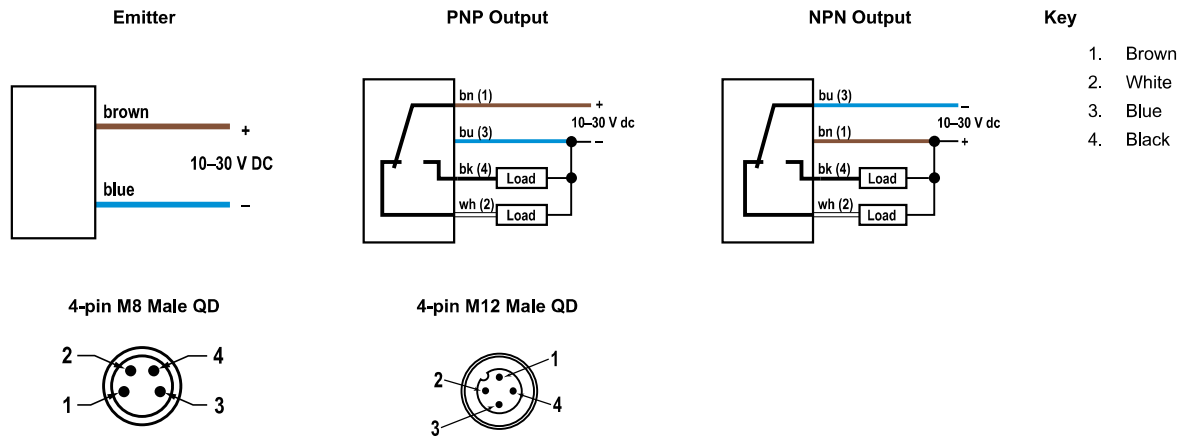 Emitter
brown
+
10–30 V DC
blue
–
PNP Output
bn (1)
+
10–30 V dc
bu (3)
–
bk (4)
Load
wh (2)
Load
NPN Output
bu (3)
–
10–30 V dc
bn (1)
+
bk (4)
Load
wh (2)
Load
Key
1. Brown
2. White
3. Blue
4. Black
4-pin M8 Male QD
2
4
1
3
4-pin M12 Male QD
1
2
4
3